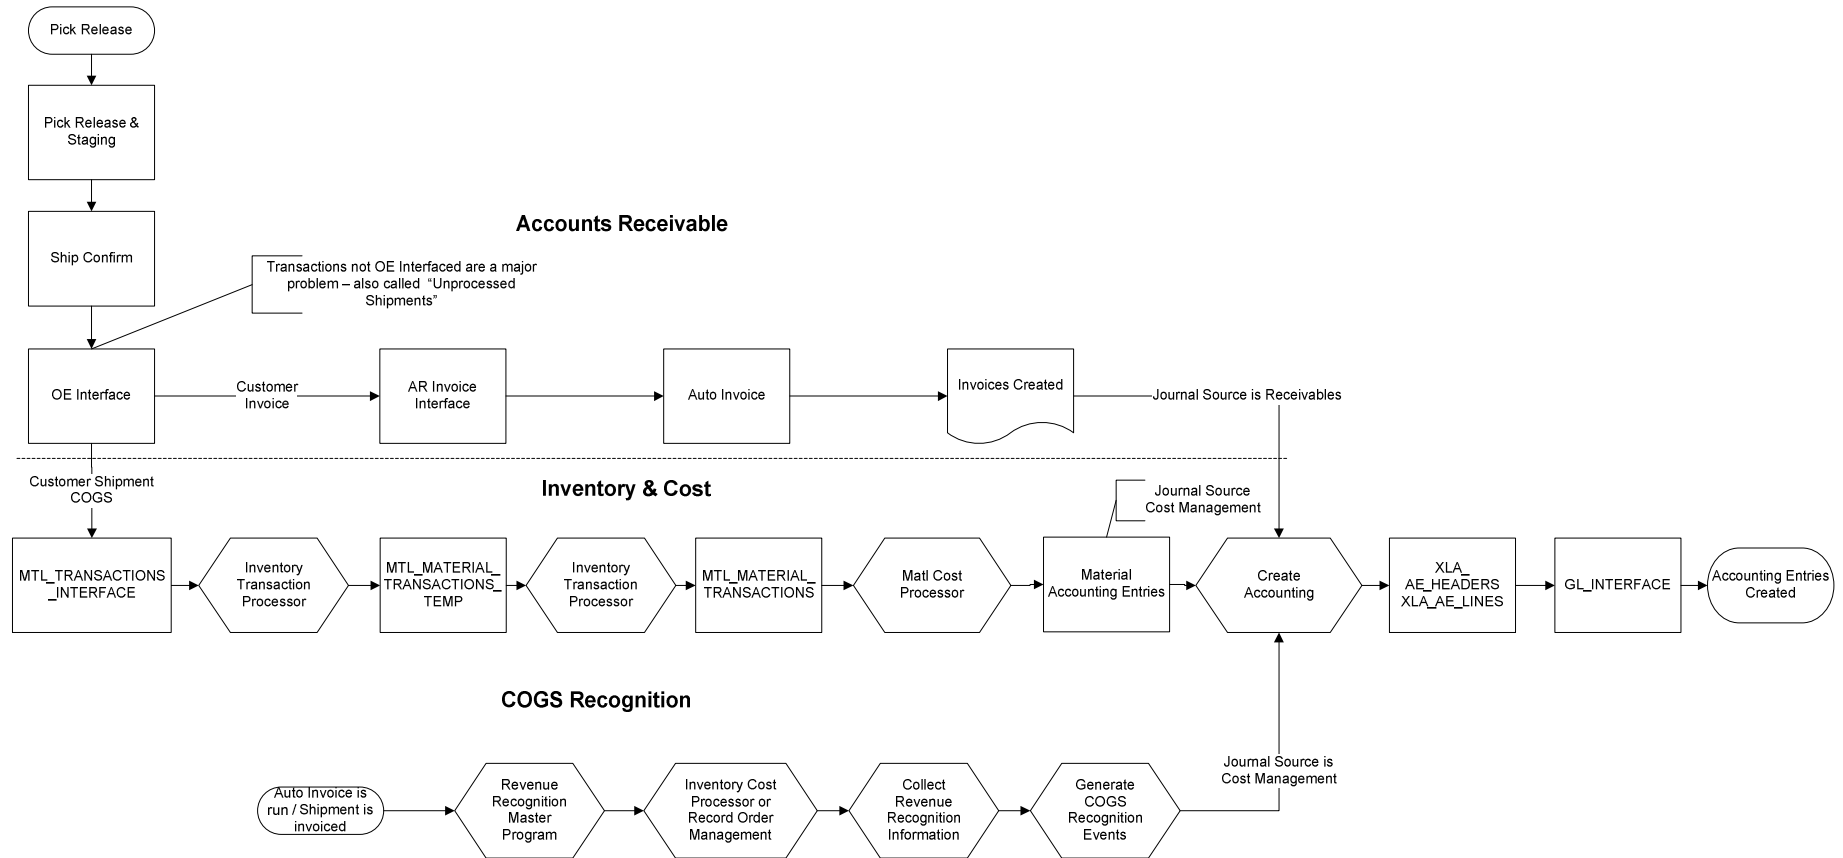 Pick Release
Pick Release &
Staging
Ship Confirm
Accounts Receivable
Transactions not OE Interfaced are a major
problem – also called “Unprocessed
Shipments”
OE Interface
Customer
Invoice
AR Invoice
Interface
Auto Invoice
Invoices Created
Journal Source is Receivables
Customer Shipment
COGS
Inventory & Cost
Journal Source
Cost Management
MTL_TRANSACTIONS
_INTERFACE
Inventory
Transaction
Processor
MTL_MATERIAL_
TRANSACTIONS_
TEMP
Inventory
Transaction
Processor
MTL_MATERIAL_
TRANSACTIONS
Matl Cost
Processor
Material
Accounting Entries
Create
Accounting
XLA_
AE_HEADERS
XLA_AE_LINES
GL_INTERFACE
Accounting Entries
Created
COGS Recognition
Auto Invoice is
run / Shipment is
invoiced
Revenue
Recognition
Master
Program
Inventory Cost
Processor or
Record Order
Management
Collect
Revenue
Recognition
Information
Generate
COGS
Recognition
Events
Journal Source is
Cost Management